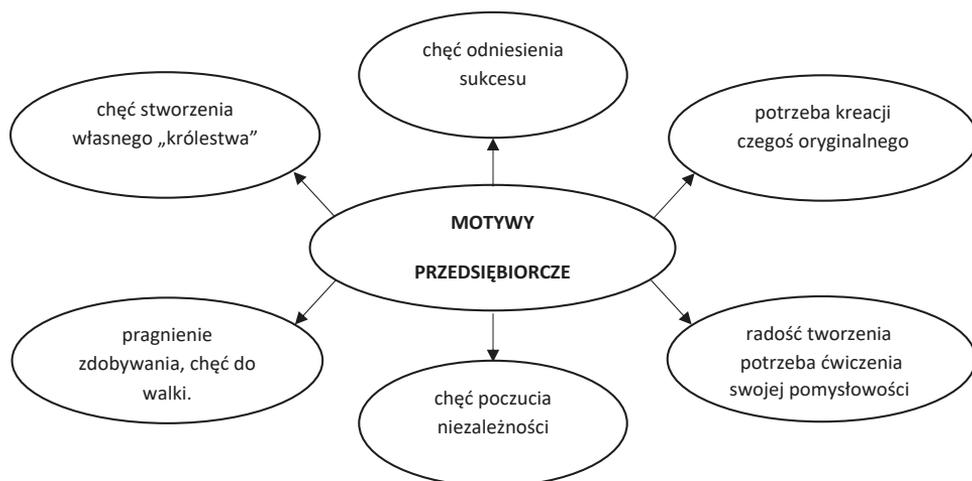 chęć odniesienia
sukcesu
chęć stworzenia
własnego „królestwa”
potrzeba kreacji
czegoś oryginalnego
MOTYWY
PRZEDSIĘBIORCZE
pragnienie
zdobywania, chęć do
walki.
radość tworzenia
potrzeba ćwiczenia
swojej pomysłowości
chęć poczucia
niezależności